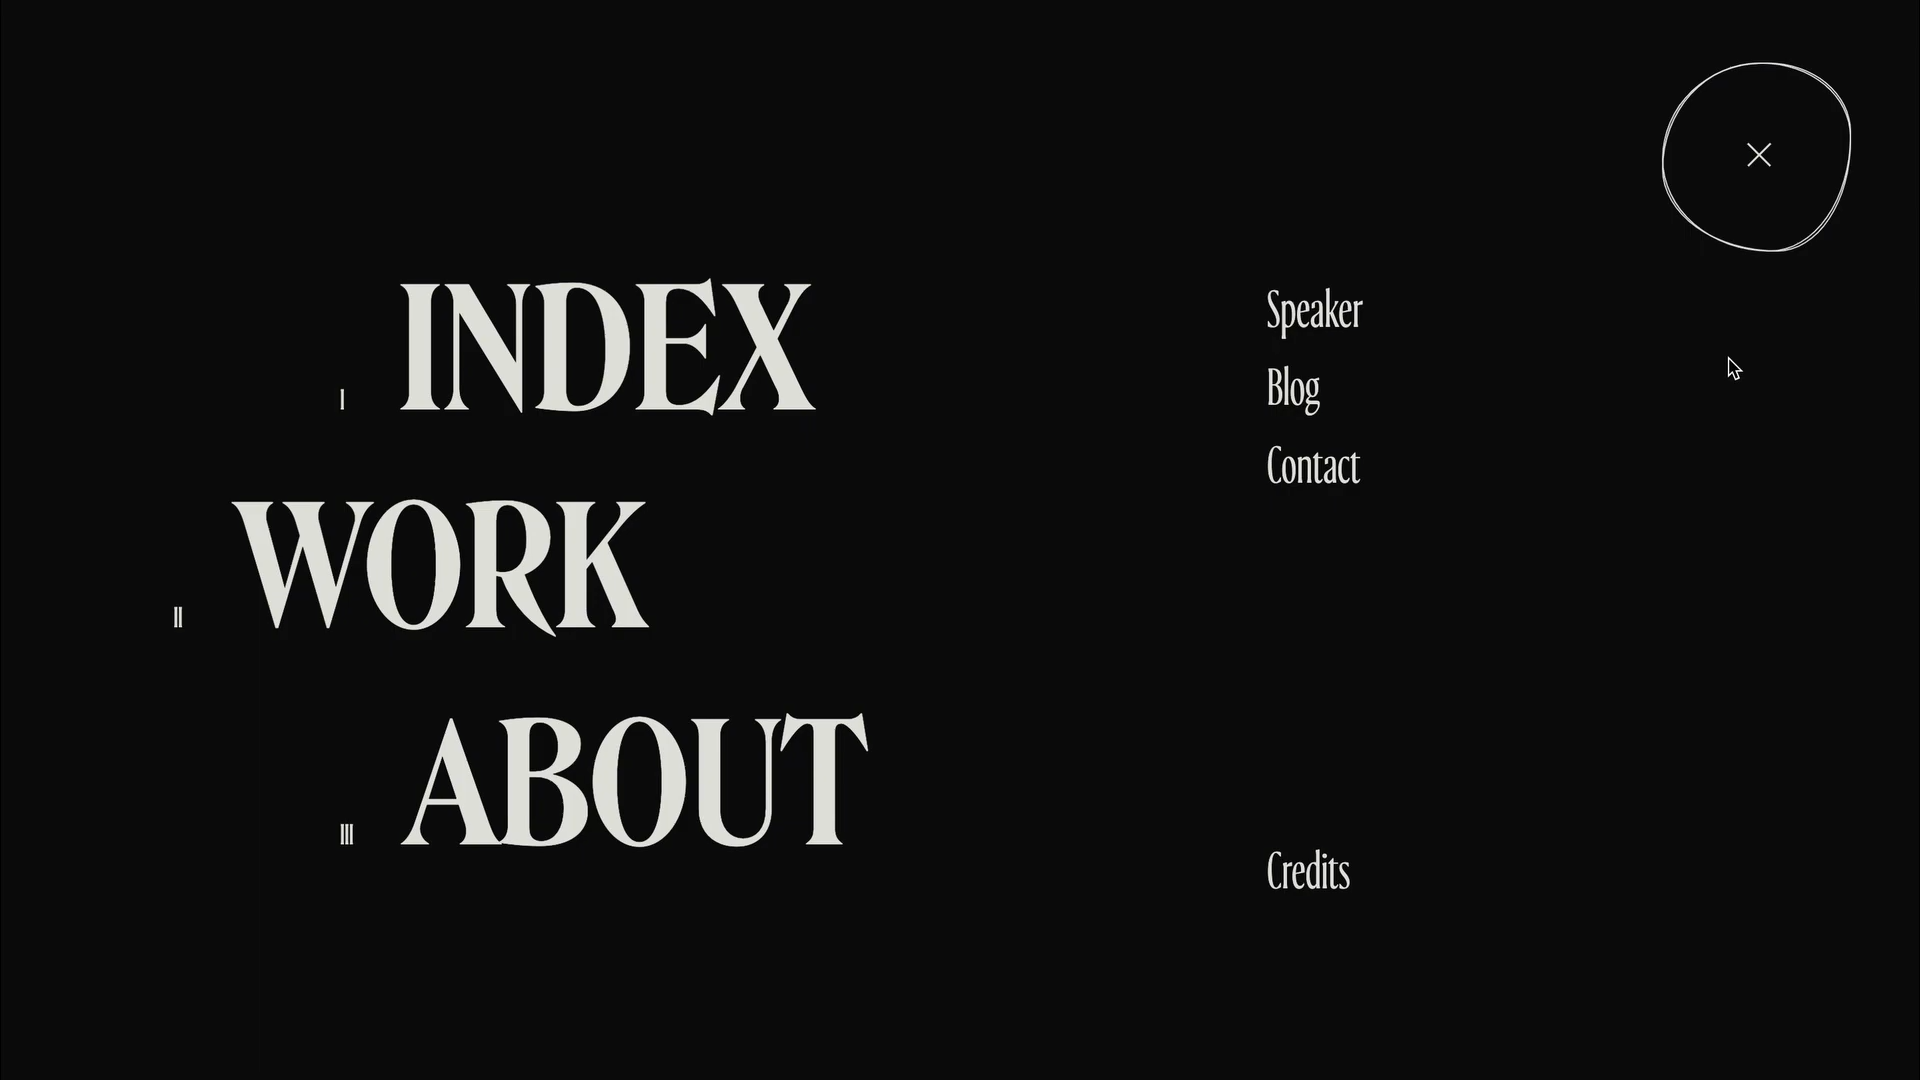 I INDEX
II WORK
III ABOUT
Speaker
Blog
Contact
Credits